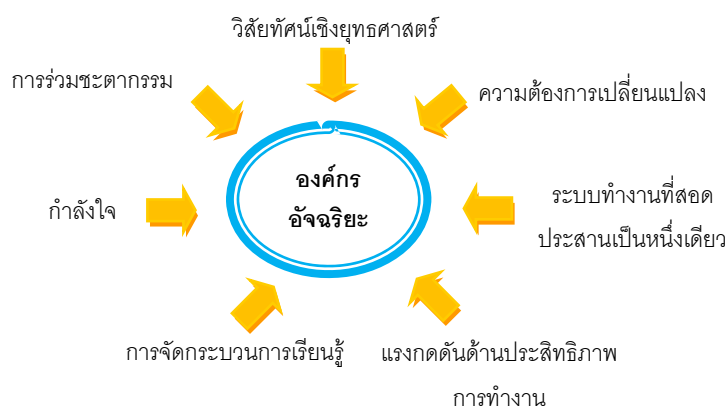 วิสัยทัศน์เชิงยุทธศาสตร์
การร่วมชะตากรรม
ความต้องการเปลี่ยนแปลง
องค์กร
อัจฉริยะ
กำลังใจ
ระบบทำงานที่สอด
ประสานเป็นหนึ่งเดียว
การจัดกระบวนการเรียนรู้
แรงกดดันด้านประสิทธิภาพ
การทำงาน